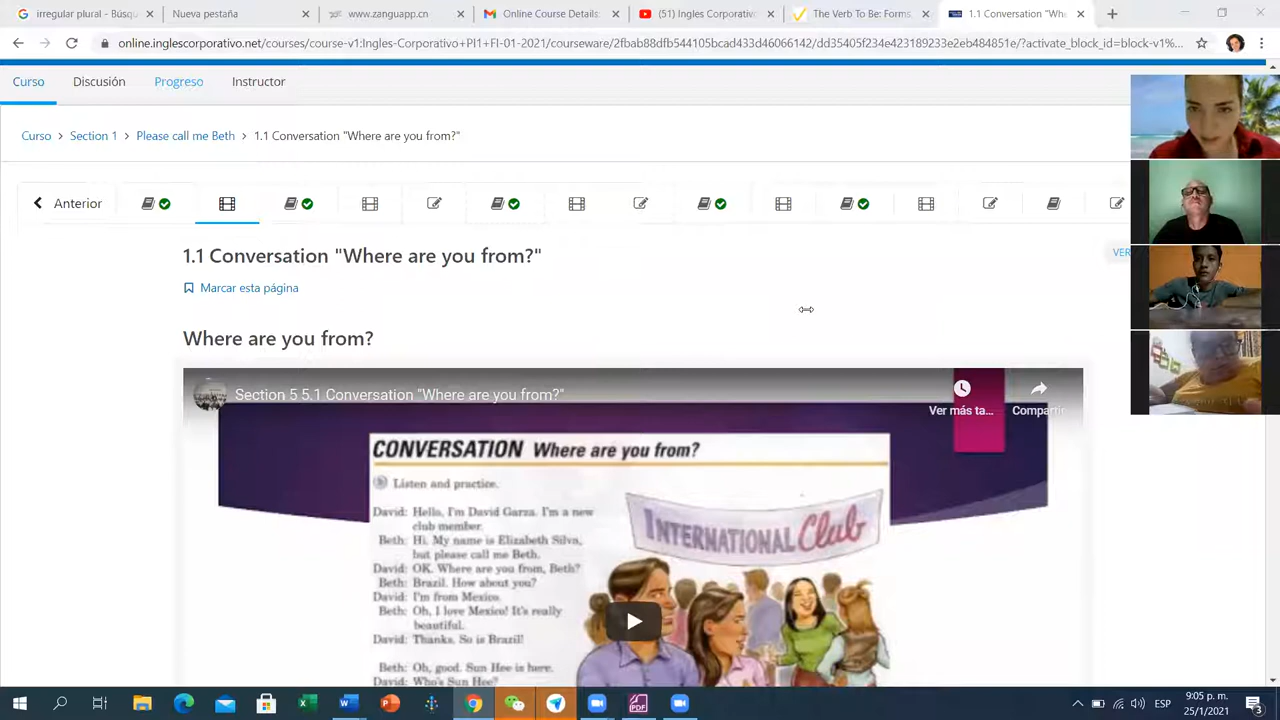 irregular plural - Búsq
Nueva pestaña
www.zanguapp.cn
Online Course Details:
(51) Ingles Corporativo
The Verb To Be: Forms
1.1 Conversation "Whe
online.inglescorporativo.net/courses/course-v1:Ingles-Corporativo+PI1+FI-01-2021/courseware/2fbab88dfb544105bcad433d46066142/dd35405f234e423189233e2eb484851e/?activate_block_id=block-v1%...
Curso
Discusión
Progreso
Instructor
Curso > Section 1 > Please call me Beth > 1.1 Conversation "Where are you from?"
Anterior
1.1 Conversation "Where are you from?"
VER
Marcar esta página
Where are you from?
Section 5 5.1 Conversation "Where are you from?"
Ver más ta...
Compartir
CONVERSATION Where are you from?
Listen and practice.
INTERNATIONAL Club
David: Hello, I'm David Garza. I'm a new
club member.
Beth: Hi. My name is Elizabeth Silva,
but please call me Beth.
David: OK. Where are you from, Beth?
Beth: Brazil. How about you?
David: I'm from Mexico.
Beth: Oh, I love Mexico! It's really
beautiful.
David: Thanks. So is Brazil!
Beth: Oh, good. Sun Hee is here.
David: Who's Sun Hee?
ESP
9:05 p. m.
25/1/2021
3